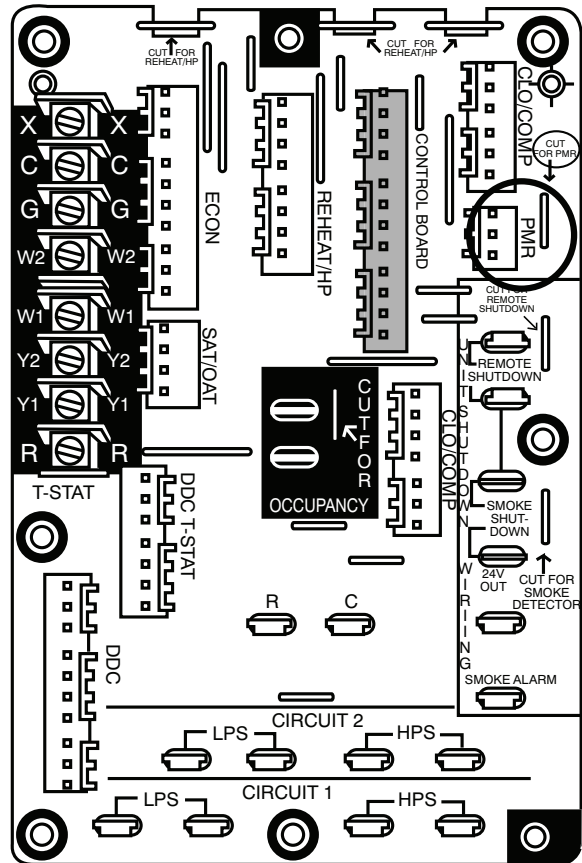 CUT FOR
REHEAT/HP
CUT FOR
REHEAT/HP
CLO/COMP
CUT
FOR PMR
X X
C C
G G
W2 W2
W1 W1
Y2 Y2
Y1 Y1
R R
T-STAT
ECON
REHEAT/HP
CONTROL BOARD
PMR
SAT/OAT
CUT FOR
REMOTE
SHUTDOWN
REMOTE
SHUTDOWN
UNIT SHUTDOWN WIRIING
CUT FOR
OCCUPANCY
CLO/COMP
SMOKE
SHUT-
DOWN
24V
OUT
CUT FOR
SMOKE
DETECTOR
SMOKE ALARM
DDC T-STAT
DDC
R C
CIRCUIT 2
LPS HPS
CIRCUIT 1
LPS HPS